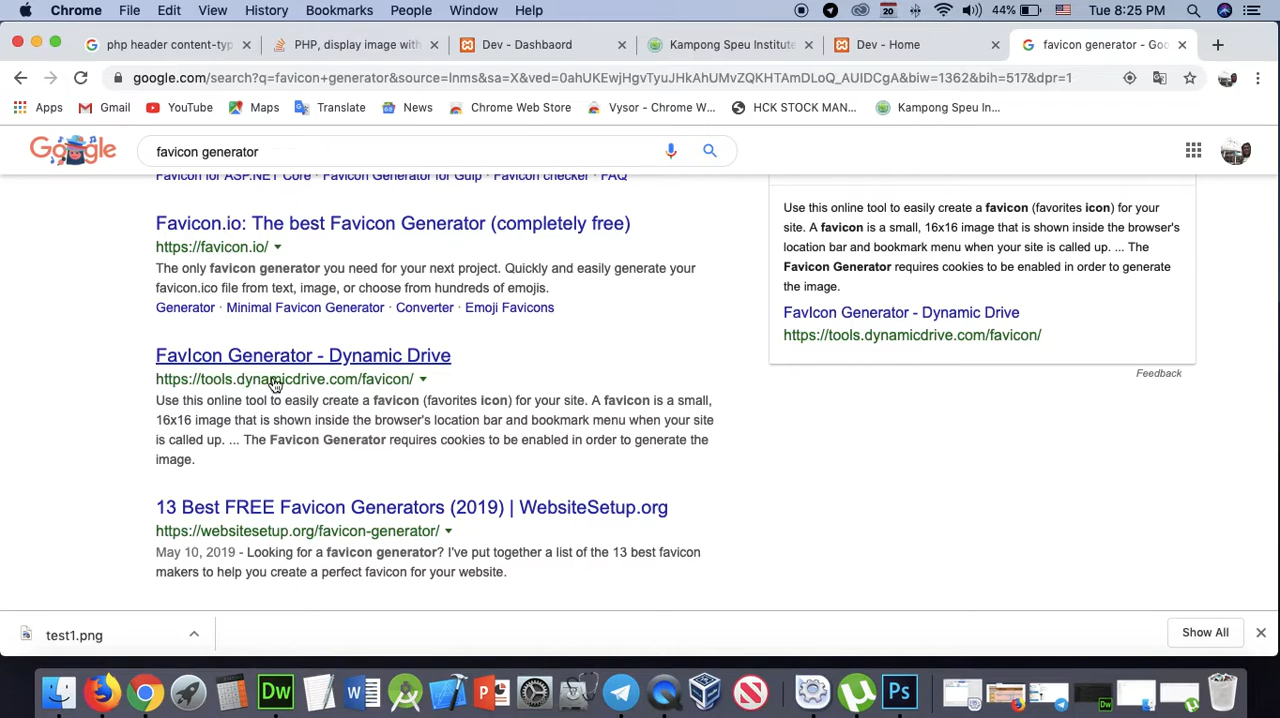 Chrome File Edit View History Bookmarks People Window Help 20 44% Tue 8:25 PM
php header content-typ PHP, display image with Dev - Dashbaord Kampong Speu Institute Dev - Home favicon generator - Goo
google.com/search?q=favicon+generator&source=lnms&sa=X&ved=0ahUKEwjHgvTyuJHkAhUMvZQKHTAmDLoQ_AUIDCgA&biw=1362&bih=517&dpr=1
Apps Gmail YouTube Maps Translate News Chrome Web Store Vysor - Chrome W... HCK STOCK MAN... Kampong Speu In...
Google favicon generator
Favicon for ASP.NET Core · Favicon Generator for Gulp · Favicon checker · FAQ
Favicon.io: The best Favicon Generator (completely free)
https://favicon.io/
The only favicon generator you need for your next project. Quickly and easily generate your
favicon.ico file from text, image, or choose from hundreds of emojis.
Generator · Minimal Favicon Generator · Converter · Emoji Favicons
FavIcon Generator - Dynamic Drive
https://tools.dynamicdrive.com/favicon/
Use this online tool to easily create a favicon (favorites icon) for your site. A favicon is a small,
16x16 image that is shown inside the browser's location bar and bookmark menu when your site
is called up. ... The Favicon Generator requires cookies to be enabled in order to generate the
image.
13 Best FREE Favicon Generators (2019) | WebsiteSetup.org
https://websitesetup.org/favicon-generator/
May 10, 2019 - Looking for a favicon generator? I've put together a list of the 13 best favicon
makers to help you create a perfect favicon for your website.
Use this online tool to easily create a favicon (favorites icon) for your
site. A favicon is a small, 16x16 image that is shown inside the browser's
location bar and bookmark menu when your site is called up. ... The
Favicon Generator requires cookies to be enabled in order to generate
the image.
FavIcon Generator - Dynamic Drive
https://tools.dynamicdrive.com/favicon/
Feedback
test1.png Show All
Dw W P Ps